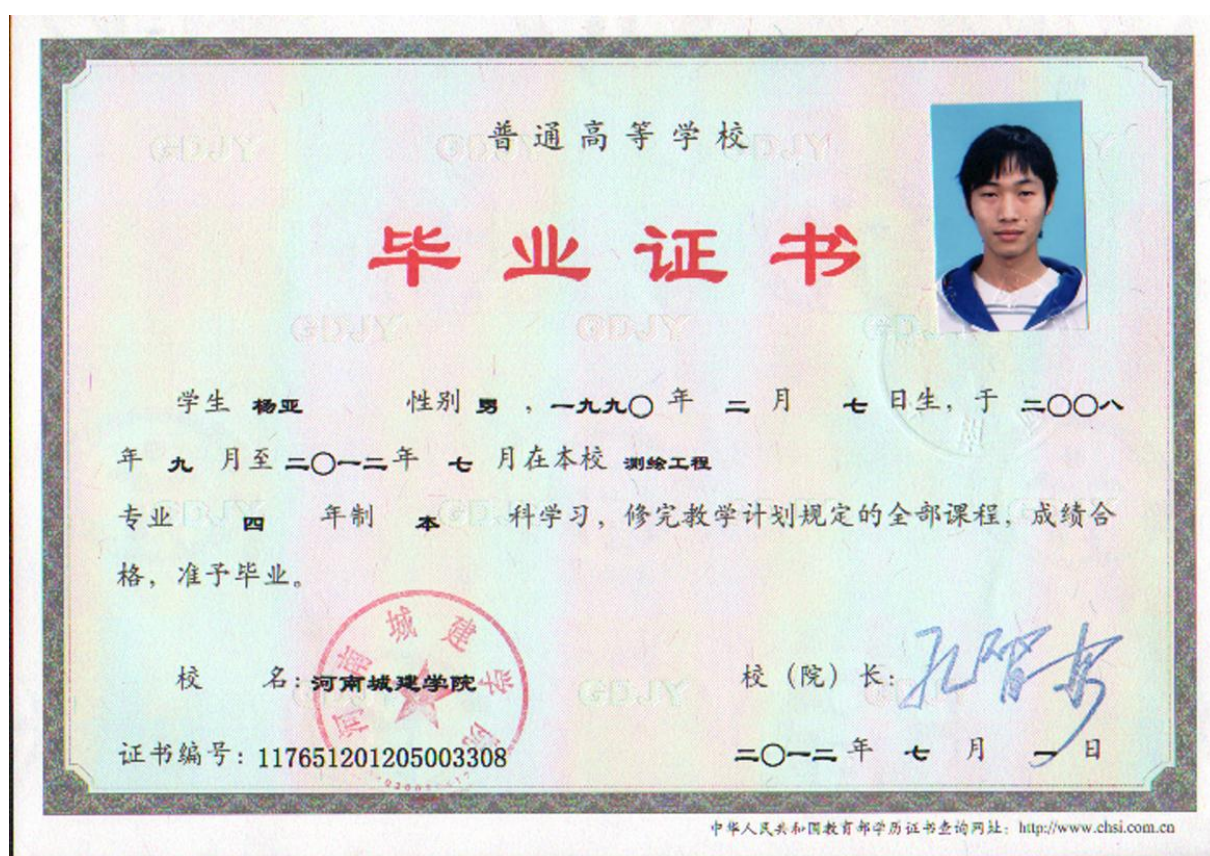 普通高等学校
毕业证书
学生 杨亚 性别 男 ，一九九〇 年 二 月 七 日生，于 二〇〇八
年 九 月至 二〇一二 年 七 月在本校 测绘工程
专业 四 年制 本 科学习，修完教学计划规定的全部课程，成绩合
格，准予毕业。
河南城建学院
校 名：河南城建学院 校（院）长：
证书编号：117651201205003308 二〇一二 年 七 月 一 日
中华人民共和国教育部学历证书查询网址：http://www.chsi.com.cn